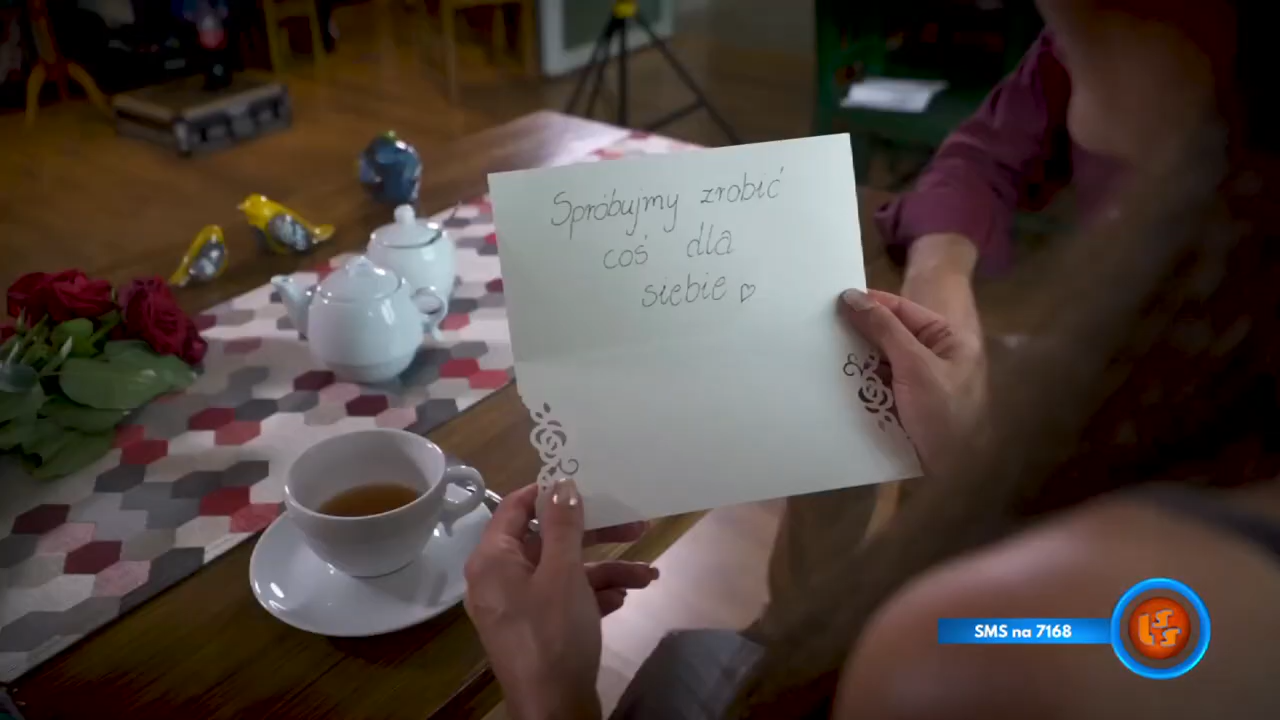 Spróbujmy zrobić
coś dla
siebie ♡
SMS na 7168